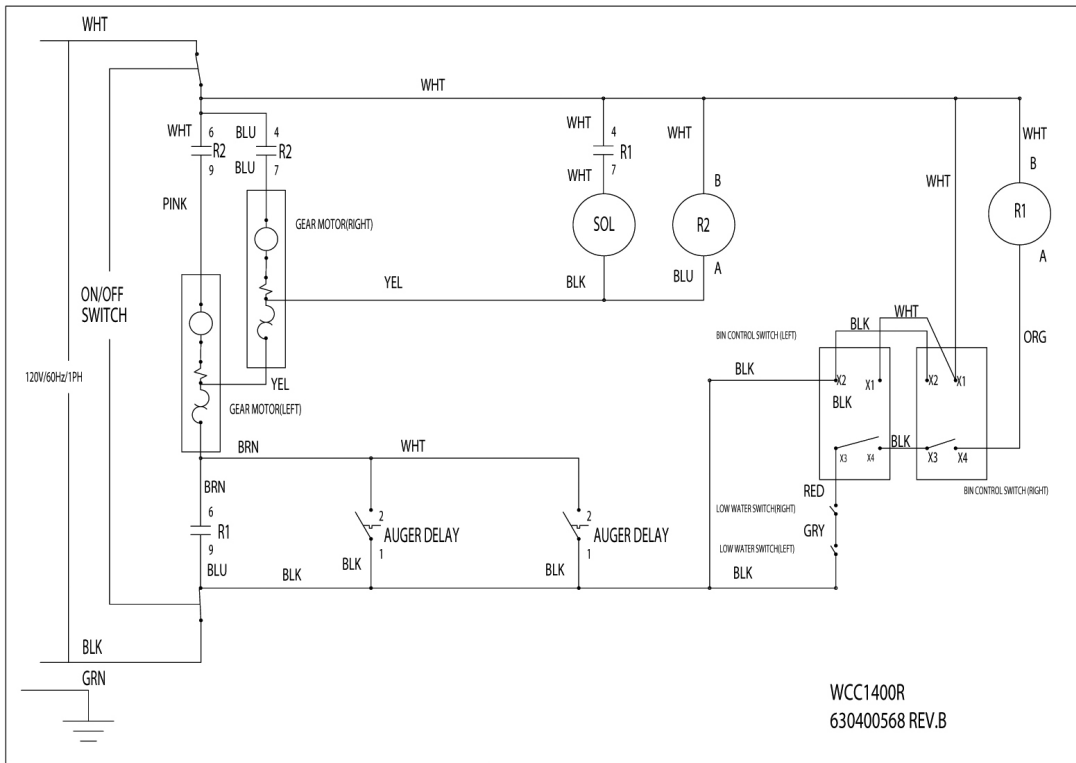 WHT
WHT
WHT 6 BLU 4 WHT 4 WHT WHT
R2 R2 R1 B
9 BLU 7 WHT 7 B WHT
PINK
GEAR MOTOR(RIGHT) SOL R2 R1
A
YEL BLK BLU A
ON/OFF
SWITCH
WHT
BLK
BIN CONTROL SWITCH (LEFT) ORG
120V/60Hz/1PH
YEL BLK X2 X1 X2 X1
BLK
GEAR MOTOR(LEFT)
BRN WHT BLK
X3 X4 X3 X4
BRN RED BIN CONTROL SWITCH (RIGHT)
6 2 2 LOW WATER SWITCH(RIGHT)
R1 AUGER DELAY AUGER DELAY GRY
9 1 1 LOW WATER SWITCH(LEFT)
BLU BLK BLK BLK BLK
BLK
GRN
WCC1400R
630400568 REV.B